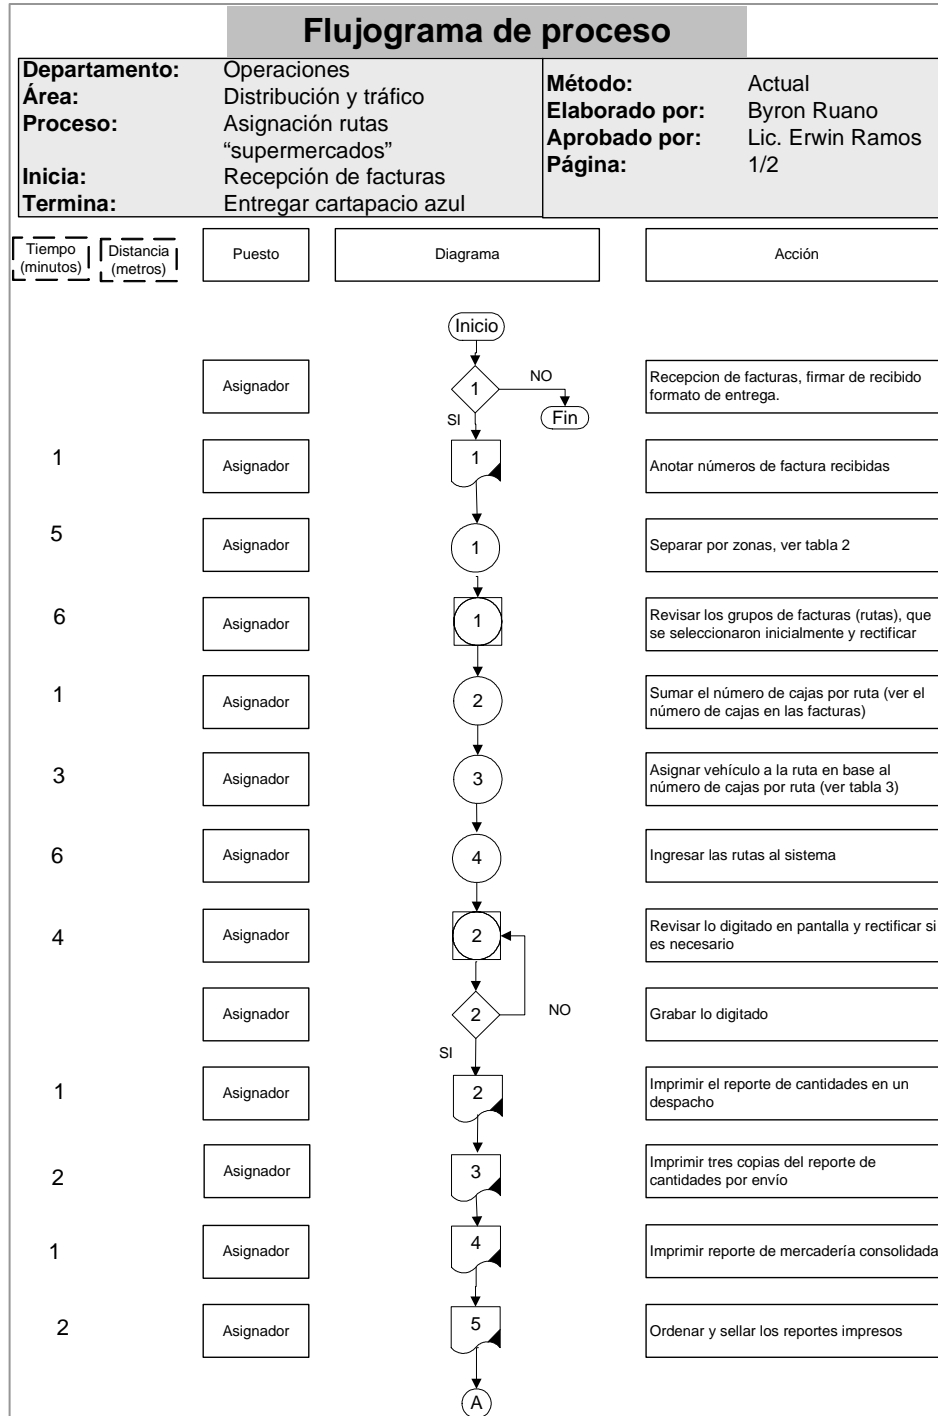 Flujograma de proceso
Departamento: Operaciones
Área: Distribución y tráfico
Proceso: Asignación rutas
“supermercados”
Inicia: Recepción de facturas
Termina: Entregar cartapacio azul
Método: Actual
Elaborado por: Byron Ruano
Aprobado por: Lic. Erwin Ramos
Página: 1/2
Tiempo
(minutos)
Distancia
(metros)
Puesto
Diagrama
Acción
Inicio
Asignador
1
NO
Fin
SI
Recepcion de facturas, firmar de recibido
formato de entrega.
1
Asignador
1
Anotar números de factura recibidas
5
Asignador
1
Separar por zonas, ver tabla 2
6
Asignador
1
Revisar los grupos de facturas (rutas), que
se seleccionaron inicialmente y rectificar
1
Asignador
2
Sumar el número de cajas por ruta (ver el
número de cajas en las facturas)
3
Asignador
3
Asignar vehículo a la ruta en base al
número de cajas por ruta (ver tabla 3)
6
Asignador
4
Ingresar las rutas al sistema
4
Asignador
2
Revisar lo digitado en pantalla y rectificar si
es necesario
Asignador
2
NO
SI
Grabar lo digitado
1
Asignador
2
Imprimir el reporte de cantidades en un
despacho
2
Asignador
3
Imprimir tres copias del reporte de
cantidades por envío
1
Asignador
4
Imprimir reporte de mercadería consolidada
2
Asignador
5
Ordenar y sellar los reportes impresos
A